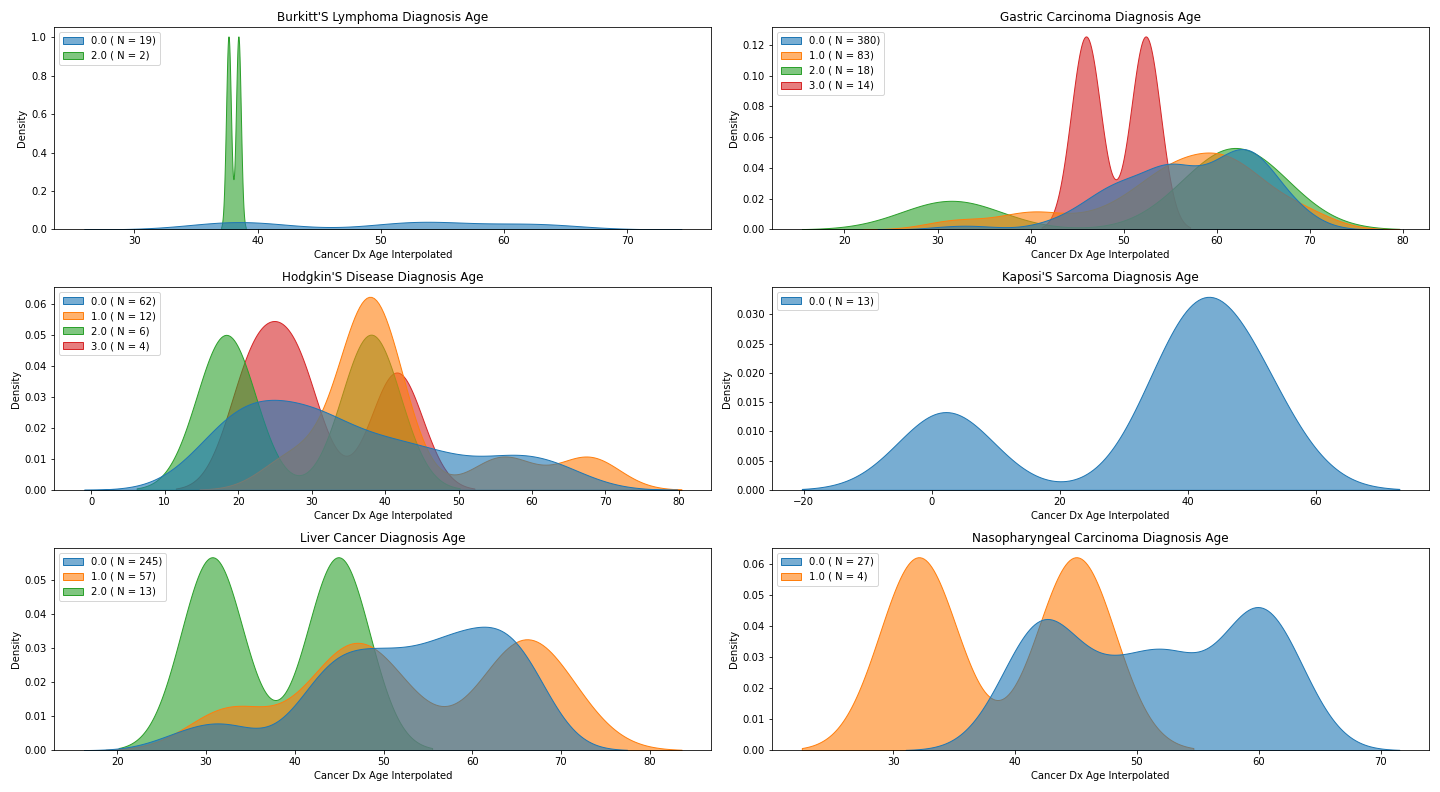 Burkitt'S Lymphoma Diagnosis Age
0.0 ( N = 19)
2.0 ( N = 2)
1.0
0.8
0.6
0.4
0.2
0.0
Density
30 40 50 60 70
Cancer Dx Age Interpolated
Gastric Carcinoma Diagnosis Age
0.0 ( N = 380)
1.0 ( N = 83)
2.0 ( N = 18)
3.0 ( N = 14)
0.12
0.10
0.08
0.06
0.04
0.02
0.00
Density
20 30 40 50 60 70 80
Cancer Dx Age Interpolated
Hodgkin'S Disease Diagnosis Age
0.0 ( N = 62)
1.0 ( N = 12)
2.0 ( N = 6)
3.0 ( N = 4)
0.06
0.05
0.04
0.03
0.02
0.01
0.00
Density
0 10 20 30 40 50 60 70 80
Cancer Dx Age Interpolated
Kaposi'S Sarcoma Diagnosis Age
0.0 ( N = 13)
0.030
0.025
0.020
0.015
0.010
0.005
0.000
Density
−20 0 20 40 60
Cancer Dx Age Interpolated
Liver Cancer Diagnosis Age
0.0 ( N = 245)
1.0 ( N = 57)
2.0 ( N = 13)
0.05
0.04
0.03
0.02
0.01
0.00
Density
20 30 40 50 60 70 80
Cancer Dx Age Interpolated
Nasopharyngeal Carcinoma Diagnosis Age
0.0 ( N = 27)
1.0 ( N = 4)
0.06
0.05
0.04
0.03
0.02
0.01
0.00
Density
30 40 50 60 70
Cancer Dx Age Interpolated